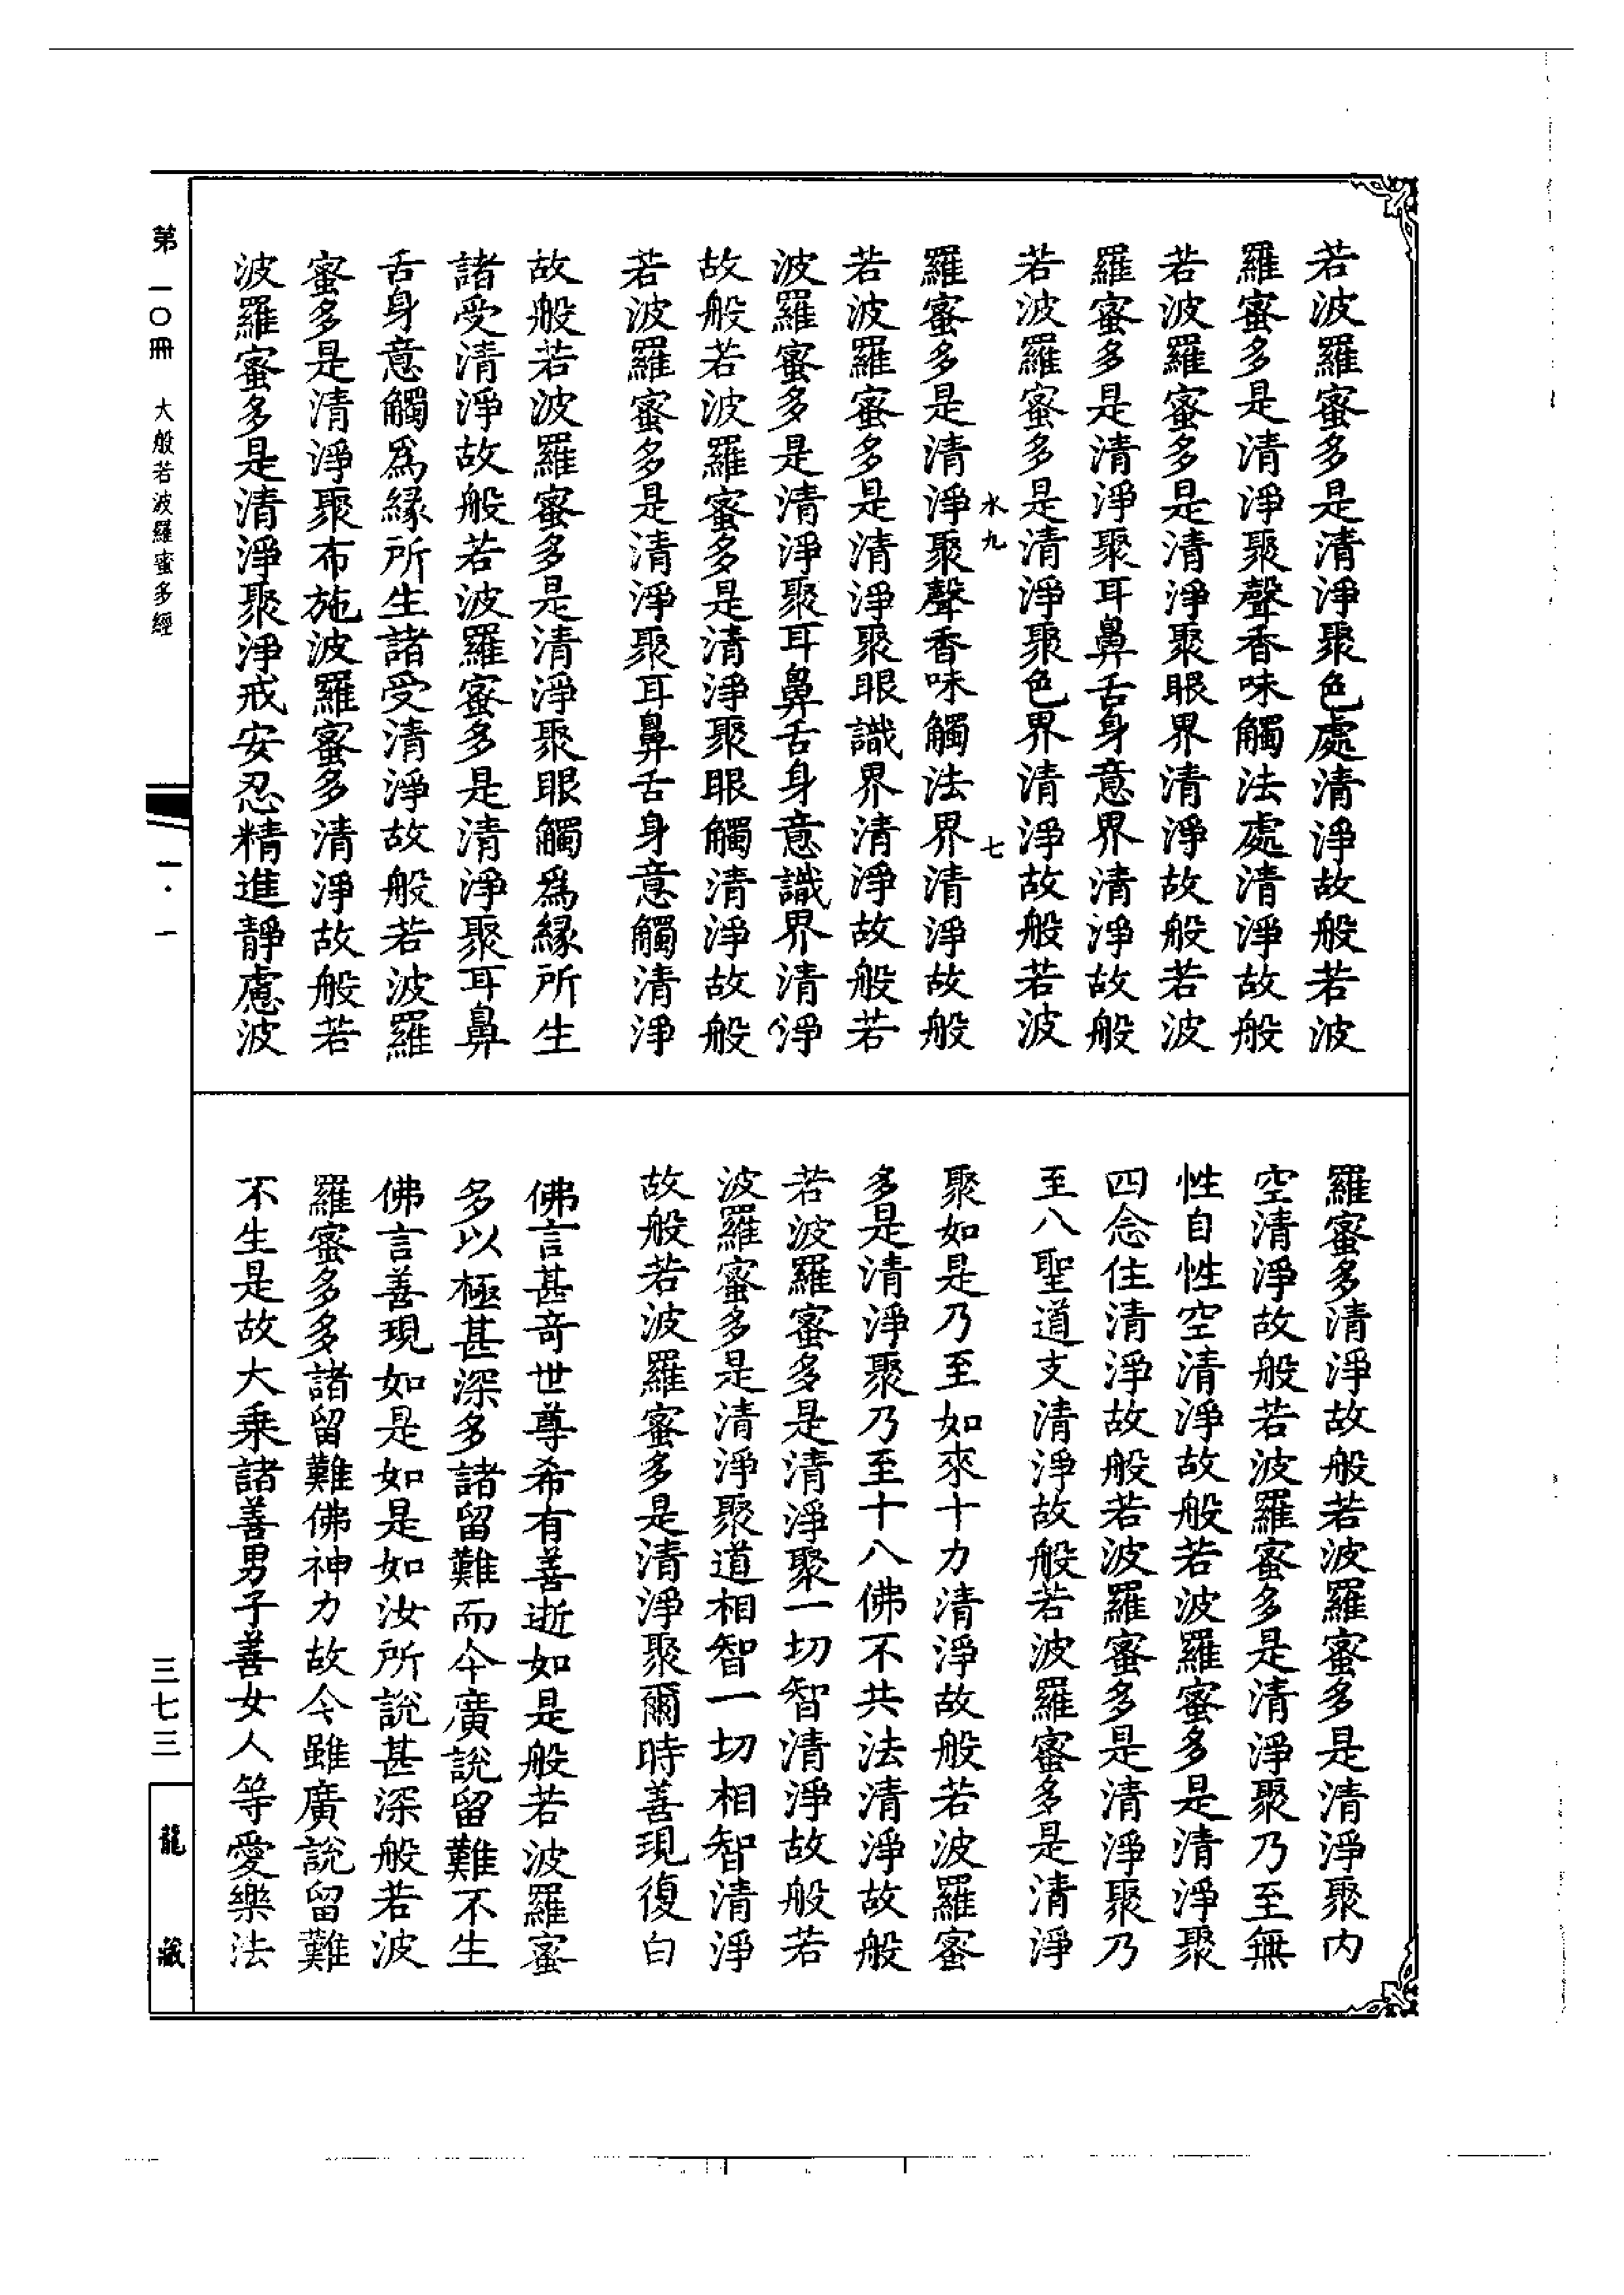 若波羅蜜多是清淨聚色處清淨故般若波
羅蜜多是清淨聚聲香味觸法處清淨故般
若波羅蜜多是清淨聚眼界清淨故般若波
羅蜜多是清淨聚耳鼻舌身意界清淨故般
若波羅蜜多是清淨聚色界清淨故般若波
水九 七
羅蜜多是清淨聚聲香味觸法界清淨故般
若波羅蜜多是清淨聚眼識界清淨故般若
波羅蜜多是清淨聚耳鼻舌身意識界清淨
故般若波羅蜜多是清淨聚眼觸清淨故般
若波羅蜜多是清淨聚耳鼻舌身意觸清淨
故般若波羅蜜多是清淨聚眼觸爲緣所生
諸受清淨故般若波羅蜜多是清淨聚耳鼻
舌身意觸爲緣所生諸受清淨故般若波羅
蜜多是清淨聚布施波羅蜜多清淨故般若
波羅蜜多是清淨聚淨戒安忍精進靜慮波
羅蜜多清淨故般若波羅蜜多是清淨聚內
空清淨故般若波羅蜜多是清淨聚乃至無
性自性空清淨故般若波羅蜜多是清淨聚
四念住清淨故般若波羅蜜多是清淨聚乃
至八聖道支清淨故般若波羅蜜多是清淨
聚如是乃至如來十力清淨故般若波羅蜜
多是清淨聚乃至十八佛不共法清淨故般
若波羅蜜多是清淨聚一切智清淨故般若
波羅蜜多是清淨聚道相智一切相智清淨
故般若波羅蜜多是清淨聚爾時善現復白
佛言甚奇世尊希有善逝如是般若波羅蜜
多以極甚深多諸留難而今廣說留難不生
佛言善現如是如是如汝所說甚深般若波
羅蜜多多諸留難佛神力故今雖廣說留難
不生是故大乘諸善男子善女人等愛樂法
第一〇冊 大般若波羅蜜多經
一·一
三七三
龍藏